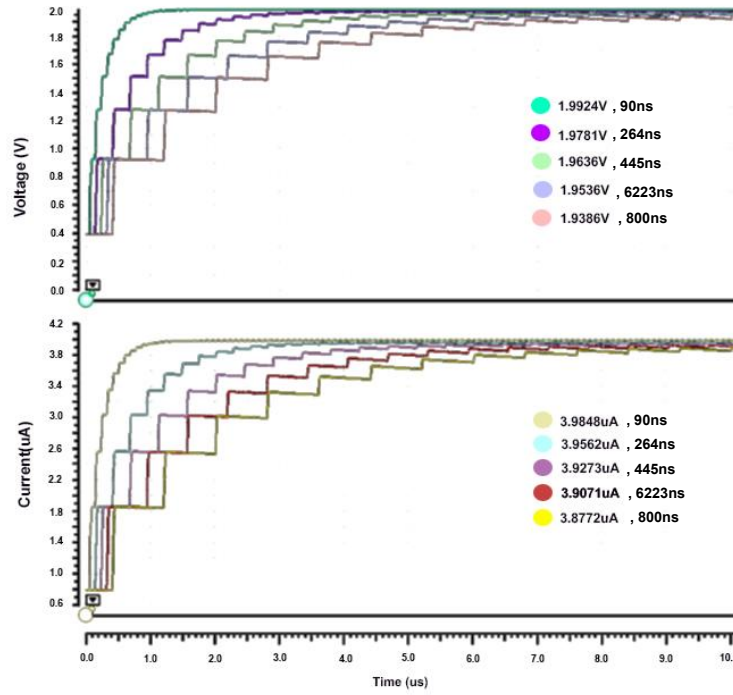 2.0
1.8
1.6
1.4
1.2
1.0
0.8
0.6
0.4
0.2
0.0
Voltage (V)
1.9924V , 90ns
1.9781V , 264ns
1.9636V , 445ns
1.9536V , 6223ns
1.9386V , 800ns
4.2
3.8
3.4
3.0
2.6
2.2
1.8
1.4
1.0
0.6
Current(uA)
3.9848uA , 90ns
3.9562uA , 264ns
3.9273uA , 445ns
3.9071uA , 6223ns
3.8772uA , 800ns
0.0 1.0 2.0 3.0 4.0 5.0 6.0 7.0 8.0 9.0 10.
Time (us)